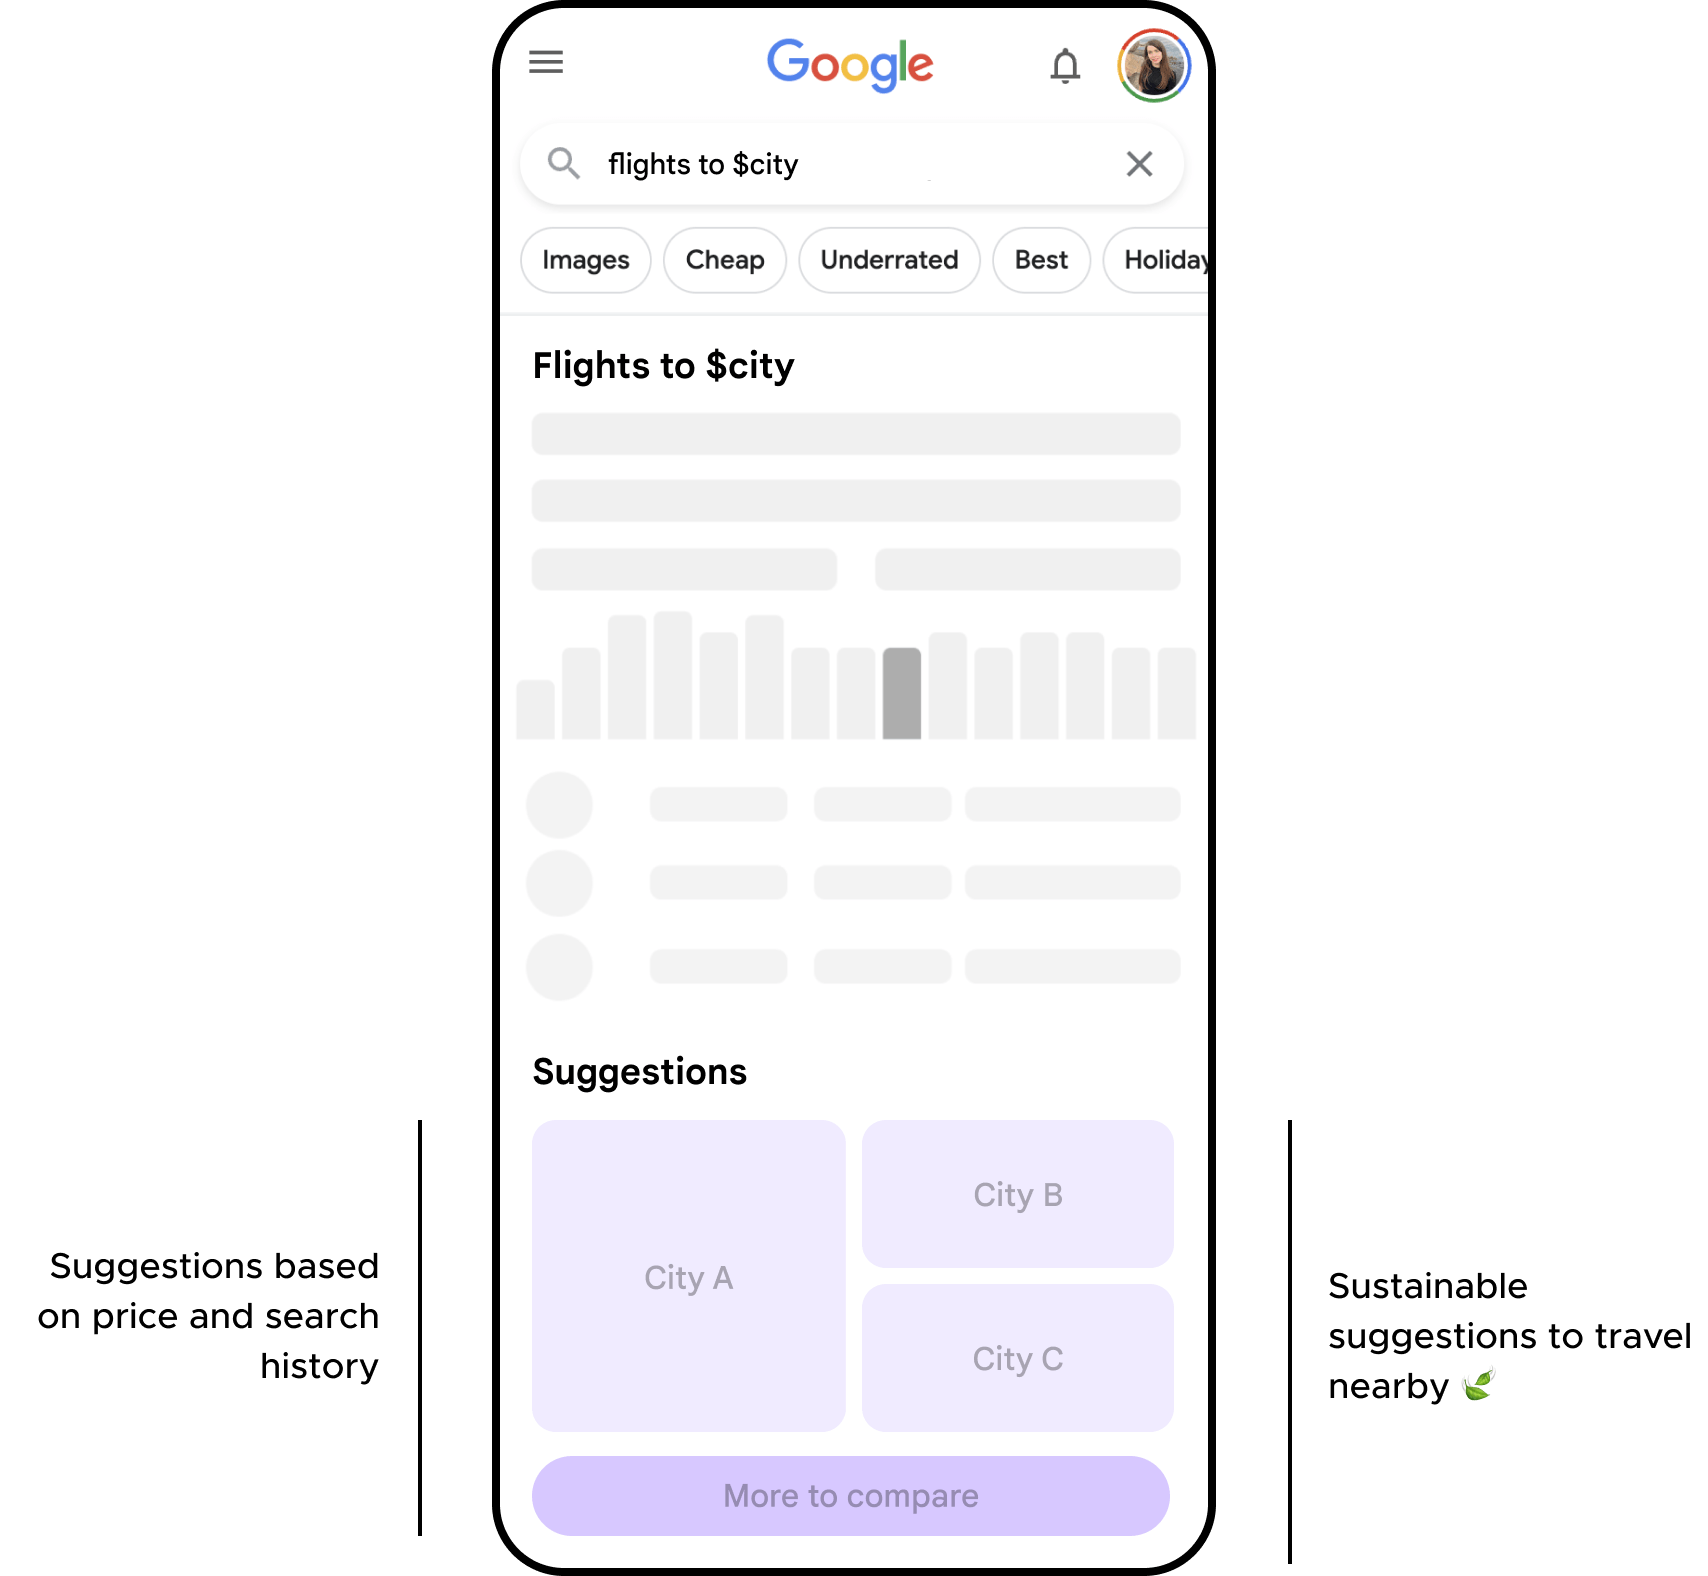 Google
flights to $city
Images
Cheap
Underrated
Best
Holiday
Flights to $city
Suggestions
City A
City B
City C
More to compare
Suggestions based
on price and search
history
Sustainable
suggestions to travel
nearby 🍃